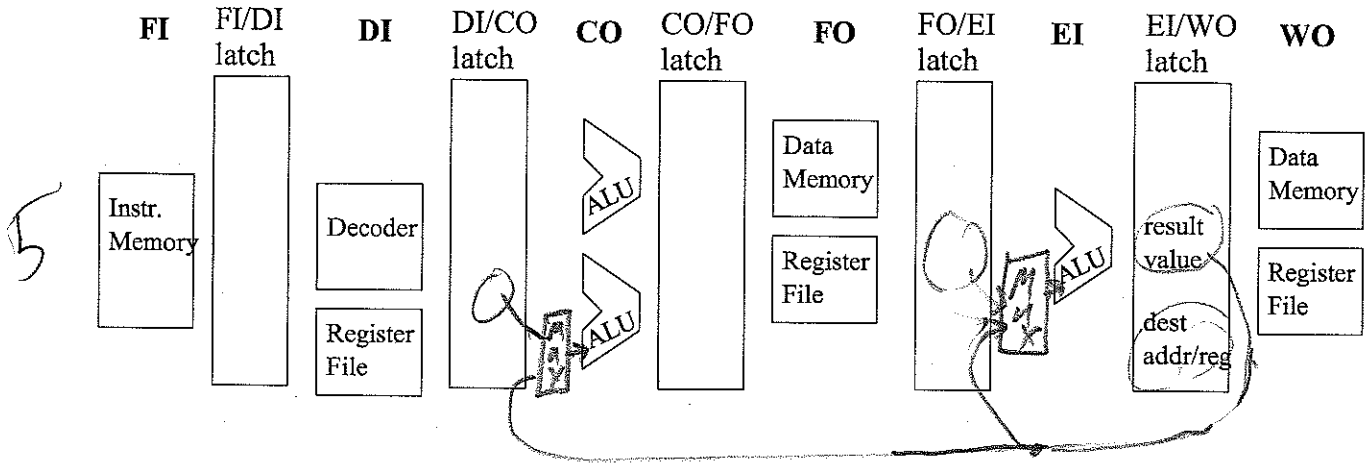 FI
FI/DI
latch
DI
DI/CO
latch
CO
CO/FO
latch
FO
FO/EI
latch
EI
EI/WO
latch
WO
5
Instr.
Memory
Decoder
Register
File
ALU
ALU
MUX
Data
Memory
Register
File
MUX
ALU
result
value
dest
addr/reg
Data
Memory
Register
File